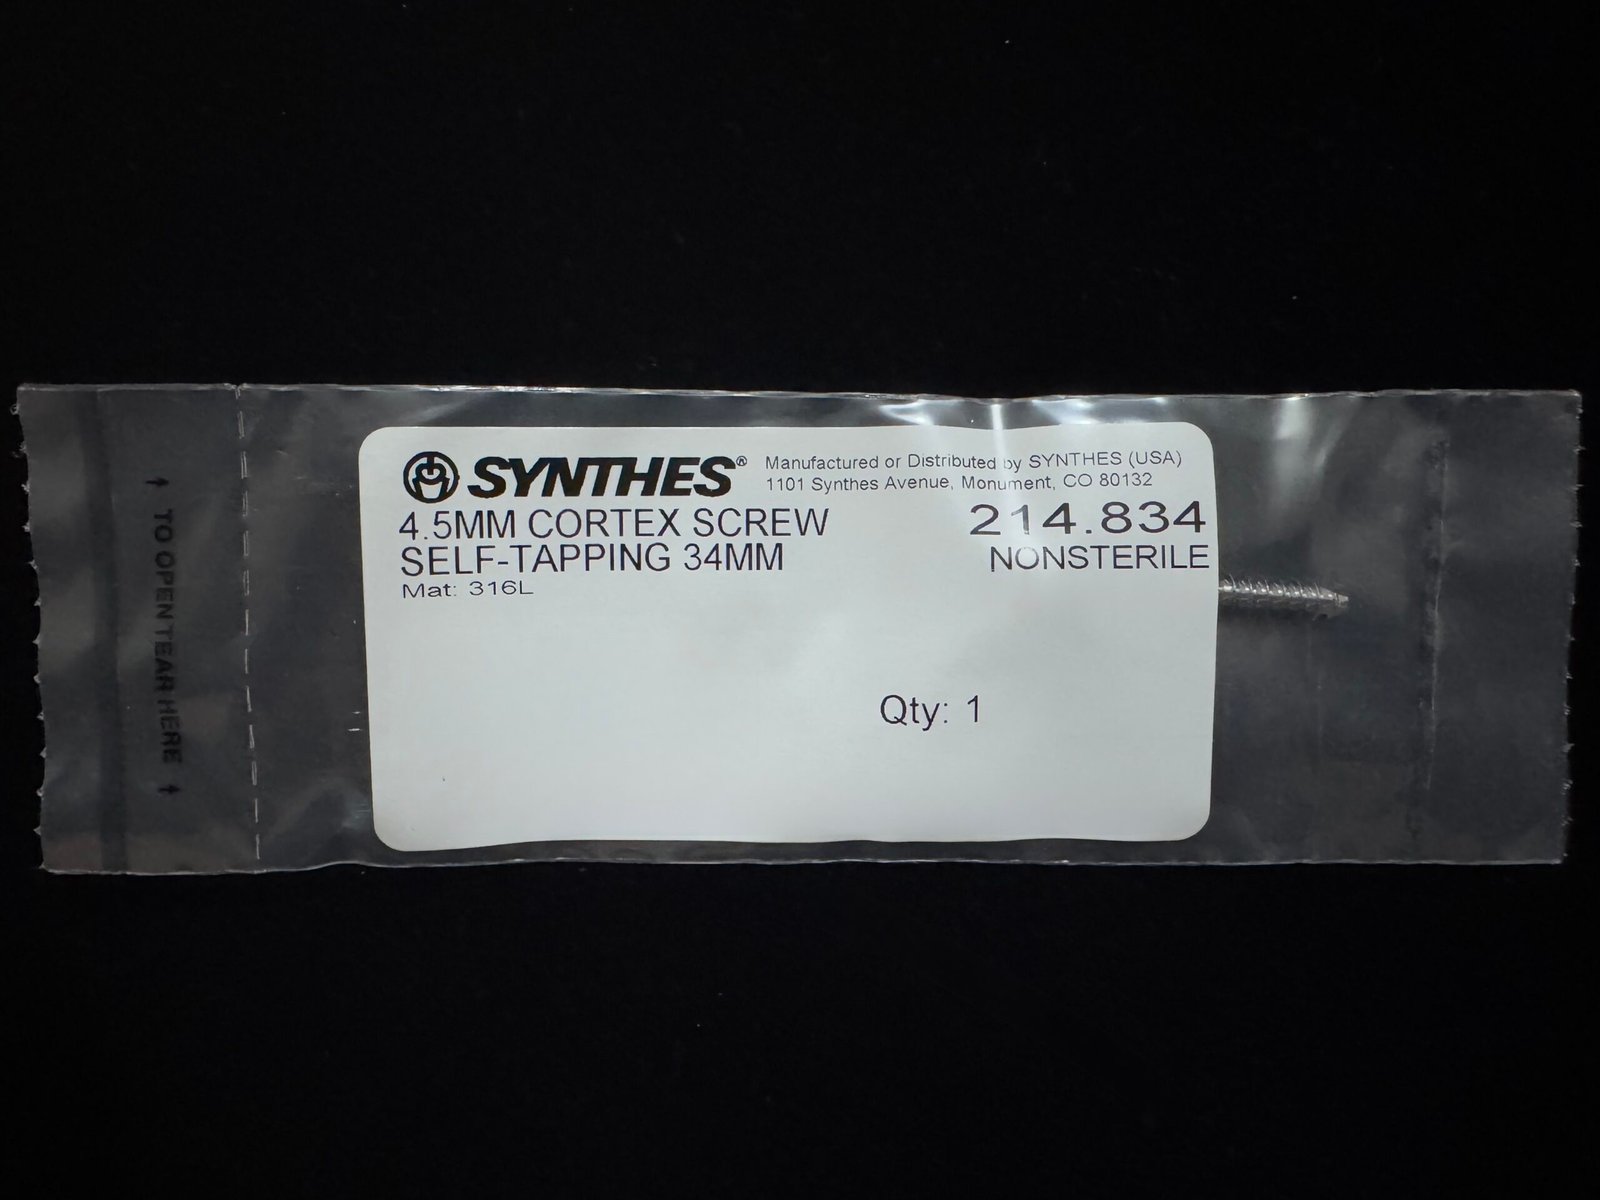 SYNTHES®
Manufactured or Distributed by SYNTHES (USA)
1101 Synthes Avenue, Monument, CO 80132
4.5MM CORTEX SCREW
SELF-TAPPING 34MM
Mat: 316L
214.834
NONSTERILE
Qty: 1
TO OPEN TEAR HERE